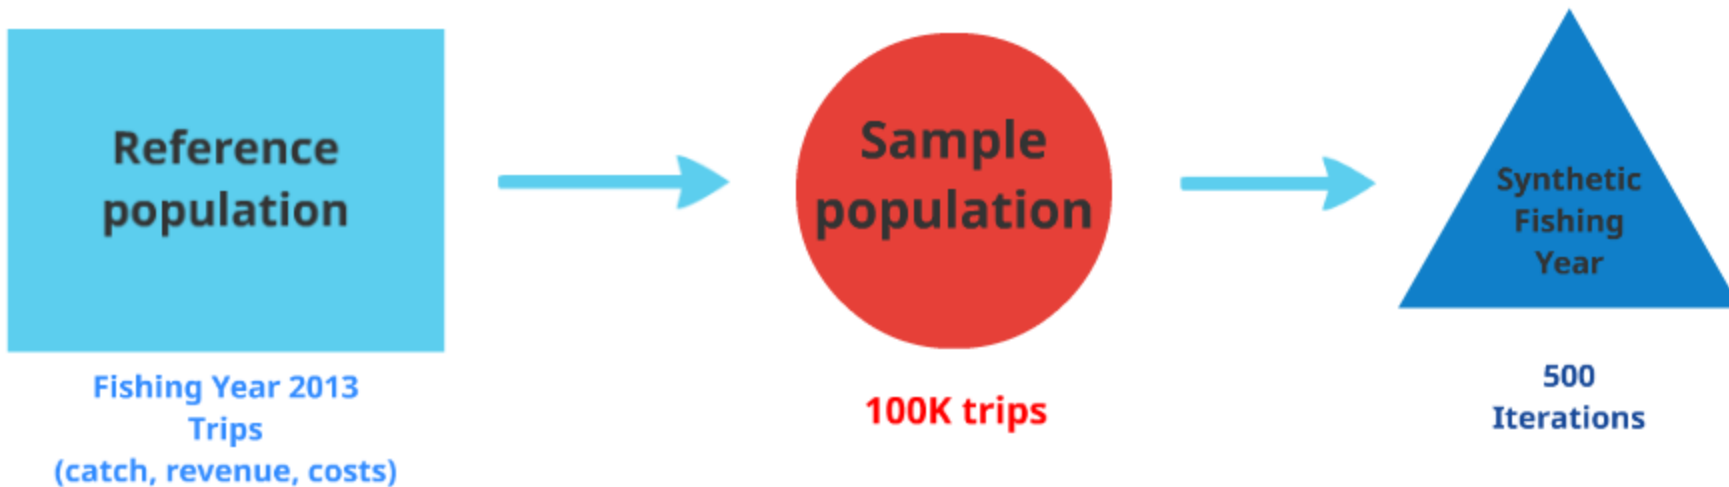 Reference
population
Fishing Year 2013
Trips
(catch, revenue, costs)
Sample
population
100K trips
Synthetic
Fishing
Year
500
Iterations